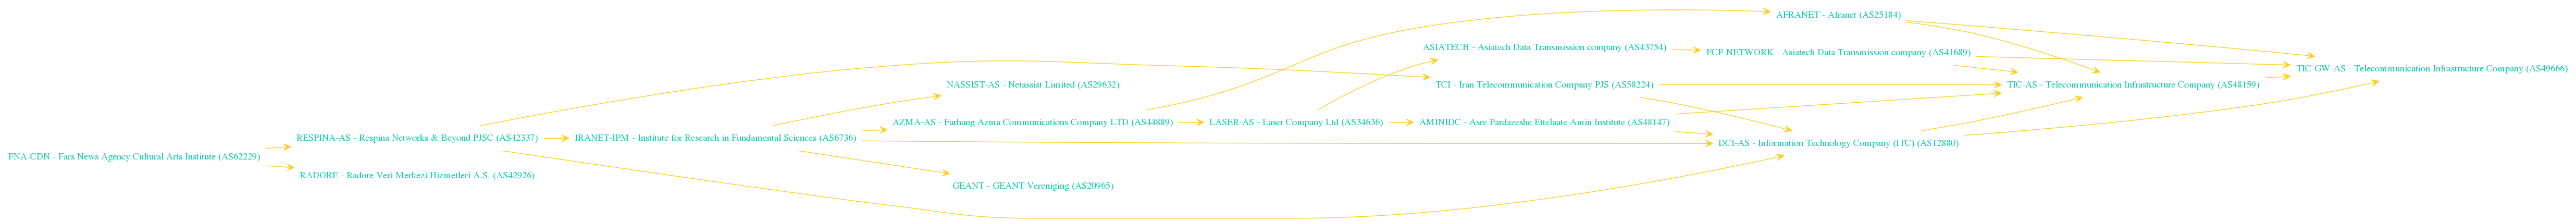 FNA-CDN - Fars News Agency Cultural Arts Institute (AS62229)
RESPINA-AS - Respina Networks & Beyond PJSC (AS42337)
RADORE - Radore Veri Merkezi Hizmetleri A.S. (AS42926)
IRANET-IPM - Institute for Research in Fundamental Sciences (AS6736)
NASSIST-AS - Netassist Limited (AS29632)
AZMA-AS - Farhang Azma Communications Company LTD (AS44889)
GEANT - GEANT Vereniging (AS20965)
LASER-AS - Laser Company Ltd (AS34636)
ASIATECH - Asiatech Data Transmission company (AS43754)
TCI - Iran Telecommunication Company PJS (AS58224)
AMINIDC - Asre Pardazeshe Ettelaate Amin Institute (AS48147)
AFRANET - Afranet (AS25184)
FCP-NETWORK - Asiatech Data Transmission company (AS41689)
DCI-AS - Information Technology Company (ITC) (AS12880)
TIC-AS - Telecommunication Infrastructure Company (AS48159)
TIC-GW-AS - Telecommunication Infrastructure Company (AS49666)